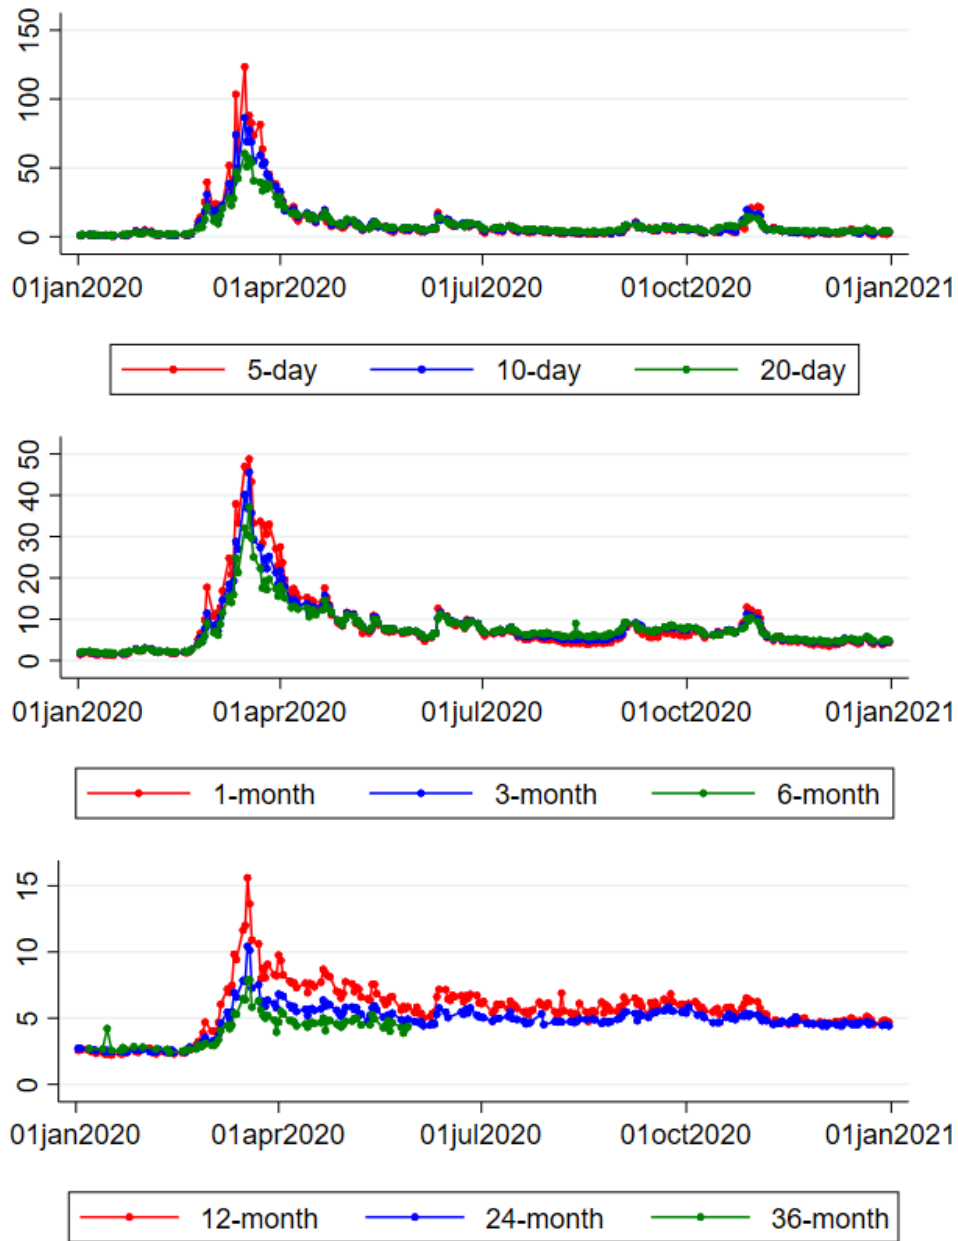 150
100
50
0
01jan2020 01apr2020 01jul2020 01oct2020 01jan2021
5-day 10-day 20-day
50
40
30
20
10
0
01jan2020 01apr2020 01jul2020 01oct2020 01jan2021
1-month 3-month 6-month
15
10
5
0
01jan2020 01apr2020 01jul2020 01oct2020 01jan2021
12-month 24-month 36-month